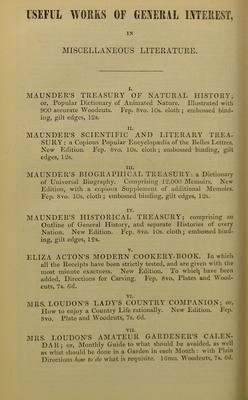 USEFUL WORKS OF GENERAL INTEREST,
IN
MISCELLANEOUS LITERATURE.
I.
MAUNDER'S TREASURY OF NATURAL HISTORY;
or, Popular Dictionary of Animated Nature. Illustrated with
900 accurate Woodcuts. Fcp. 8vo. 10s. cloth; embossed bind-
ing, gilt edges, 12s.
II.
MAUNDER'S SCIENTIFIC AND LITERARY TREA-
SURY: a Copious Popular Encyclopædia of the Belles Lettres.
New Edition. Fcp. 8vo. 10s. cloth; embossed binding, gilt
edges, 12s.
III.
MAUNDER'S BIOGRAPHICAL TREASURY: a Dictionary
of Universal Biography. Comprising 12,000 Memoirs. New
Edition, with a copious Supplement of additional Memoirs.
Fcp. 8vo. 10s. cloth; embossed binding, gilt edges, 12s.
IV.
MAUNDER'S HISTORICAL TREASURY; comprising an
Outline of General History, and separate Histories of every
Nation. New Edition. Fcp. 8vo. 10s. cloth; embossed bind-
ing, gilt edges, 12s.
V.
ELIZA ACTON'S MODERN COOKERY-BOOK. In which
all the Receipts have been strictly tested, and are given with the
most minute exactness. New Edition. To which have been
added, Directions for Carving. Fcp. 8vo. Plates and Wood-
cuts, 7s. 6d.
VI.
MRS. LOUDON'S LADY'S COUNTRY COMPANION; or,
How to enjoy a Country Life rationally. New Edition. Fcp.
8vo. Plate and Woodcuts, 7s. 6d.
VII.
MRS. LOUDON'S AMATEUR GARDENER'S CALEN-
DAR; or, Monthly Guide to what should be avoided, as well
as what should be done in a Garden in each Month: with Plain
Directions how to do what is requisite. 16mo. Woodcuts, 7s. 6d.